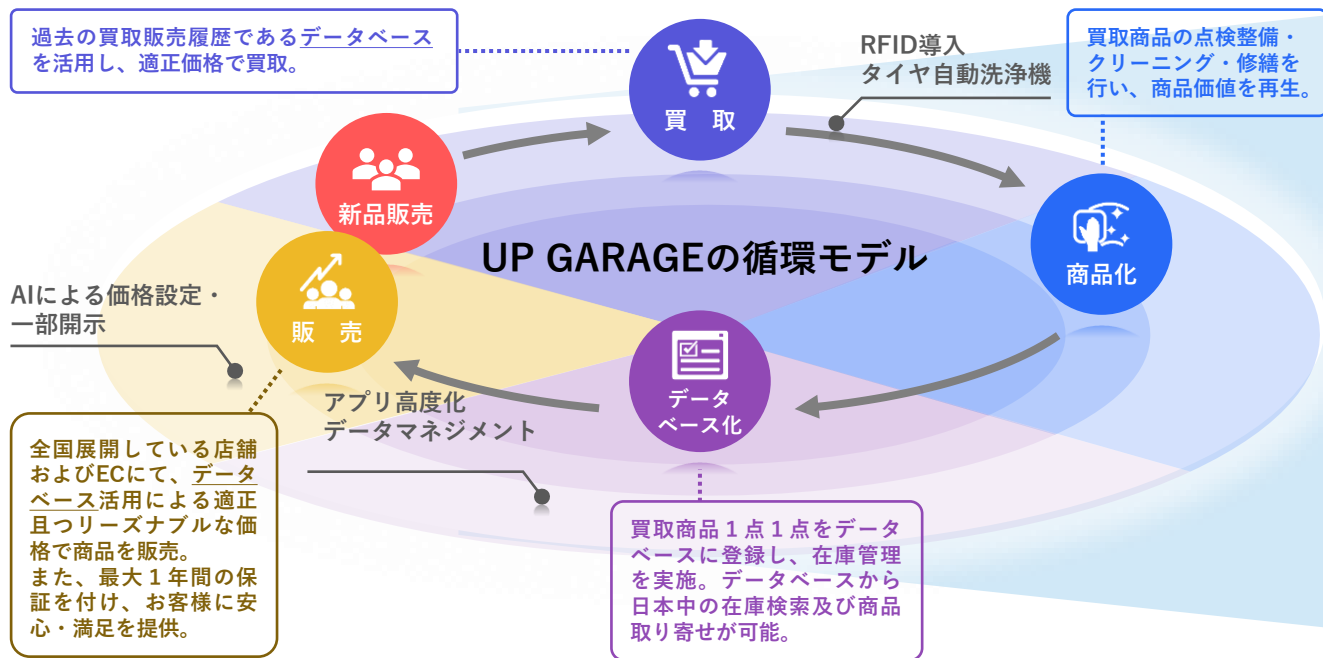 過去の買取販売履歴であるデータベース
を活用し、適正価格で買取。
買　取
RFID導入
タイヤ自動洗浄機
買取商品の点検整備・
クリーニング・修繕を
行い、商品価値を再生。
新品販売
商品化
UP GARAGEの循環モデル
AIによる価格設定・
一部開示
販　売
データ
ベース化
アプリ高度化
データマネジメント
全国展開している店舗
およびECにて、データ
ベース活用による適正
且つリーズナブルな価
格で商品を販売。
また、最大１年間の保
証を付け、お客様に安
心・満足を提供。
買取商品１点１点をデータ
ベースに登録し、在庫管理
を実施。データベースから
日本中の在庫検索及び商品
取り寄せが可能。